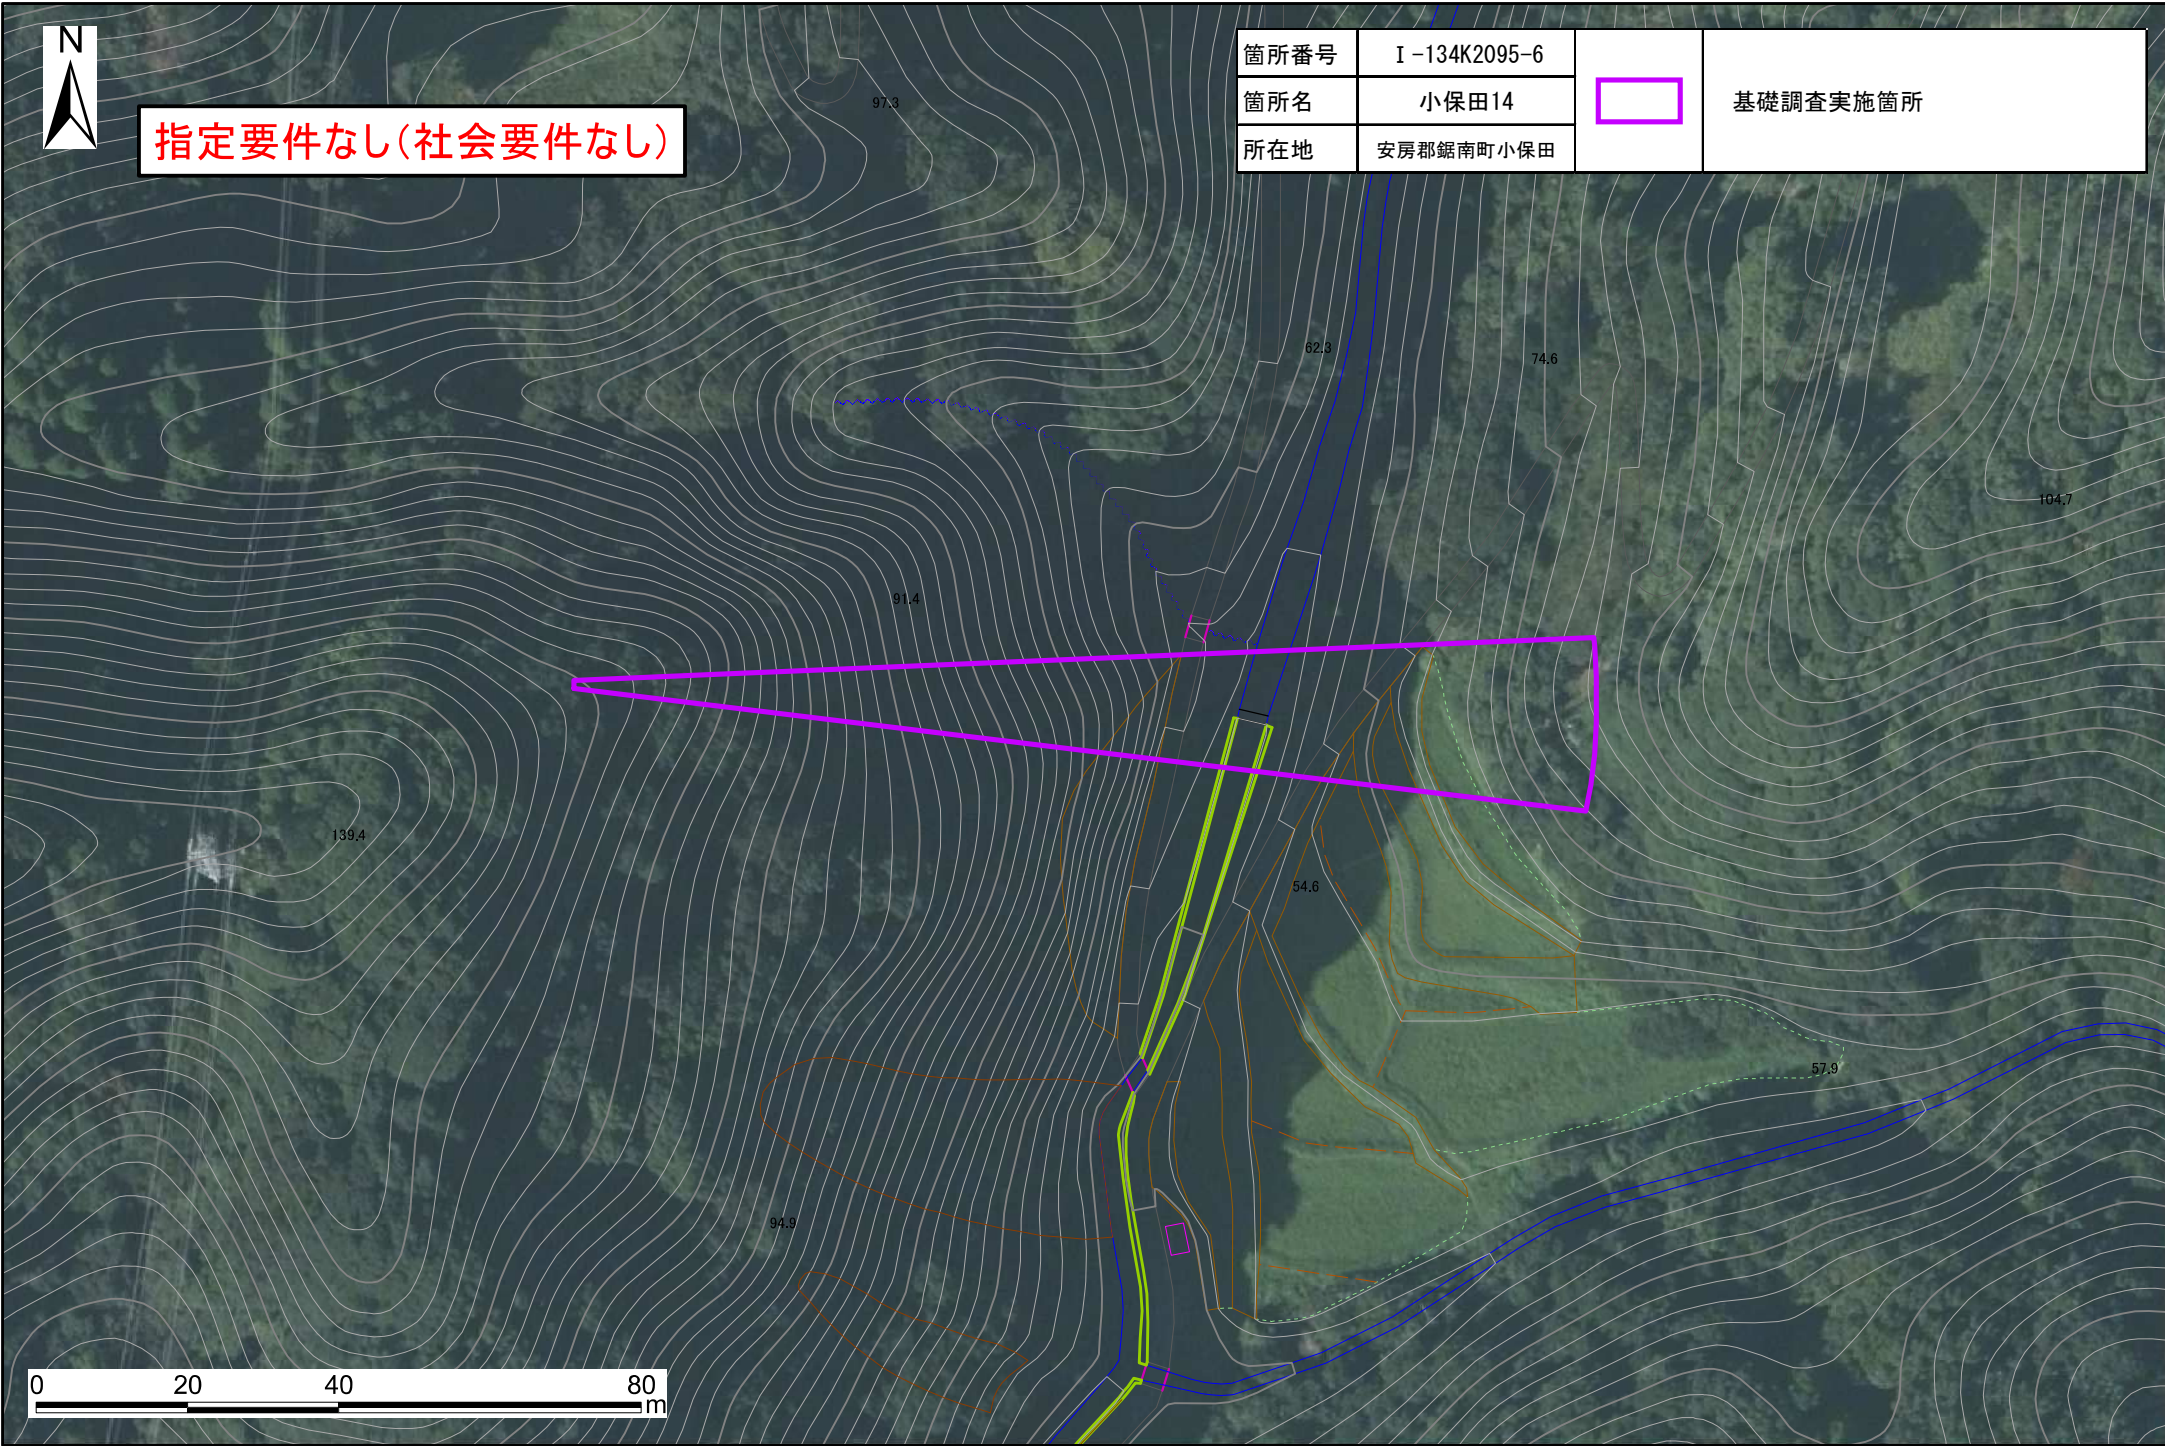 N
指定要件なし(社会要件なし)
箇所番号 Ⅰ-134K2095-6
箇所名 小保田14
所在地 安房郡鋸南町小保田
基礎調査実施箇所
97.3
62.3
74.6
104.7
91.4
139.4
54.6
57.9
94.9
0 20 40 80
m